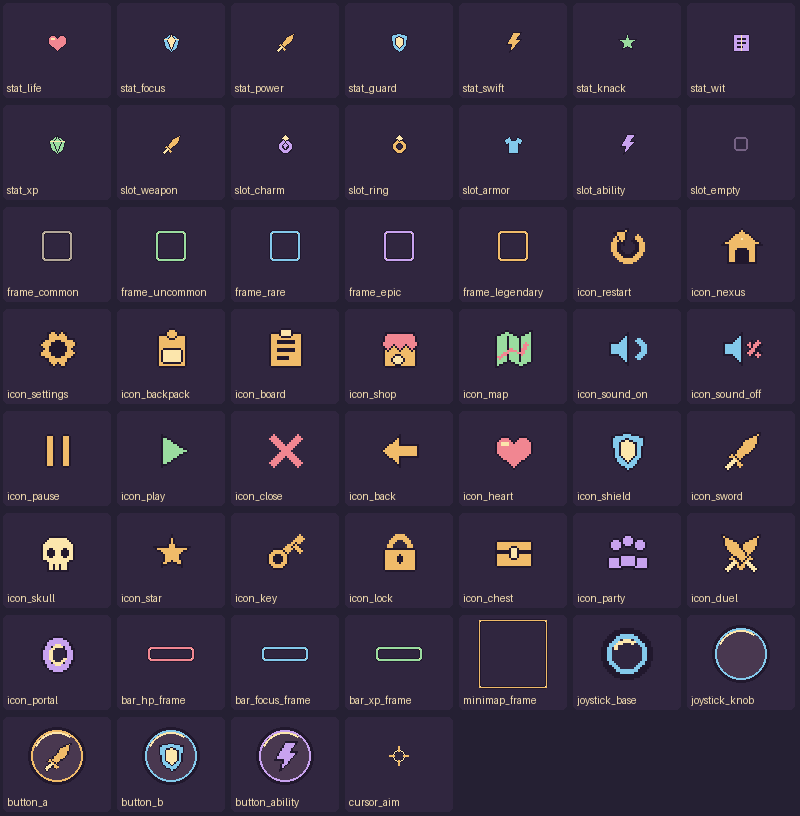 stat_life stat_focus stat_power stat_guard stat_swift stat_knack stat_wit
stat_xp slot_weapon slot_charm slot_ring slot_armor slot_ability slot_empty
frame_common frame_uncommon frame_rare frame_epic frame_legendary icon_restart icon_nexus
icon_settings icon_backpack icon_board icon_shop icon_map icon_sound_on icon_sound_off
icon_pause icon_play icon_close icon_back icon_heart icon_shield icon_sword
icon_skull icon_star icon_key icon_lock icon_chest icon_party icon_duel
icon_portal bar_hp_frame bar_focus_frame bar_xp_frame minimap_frame joystick_base joystick_knob
button_a button_b button_ability cursor_aim